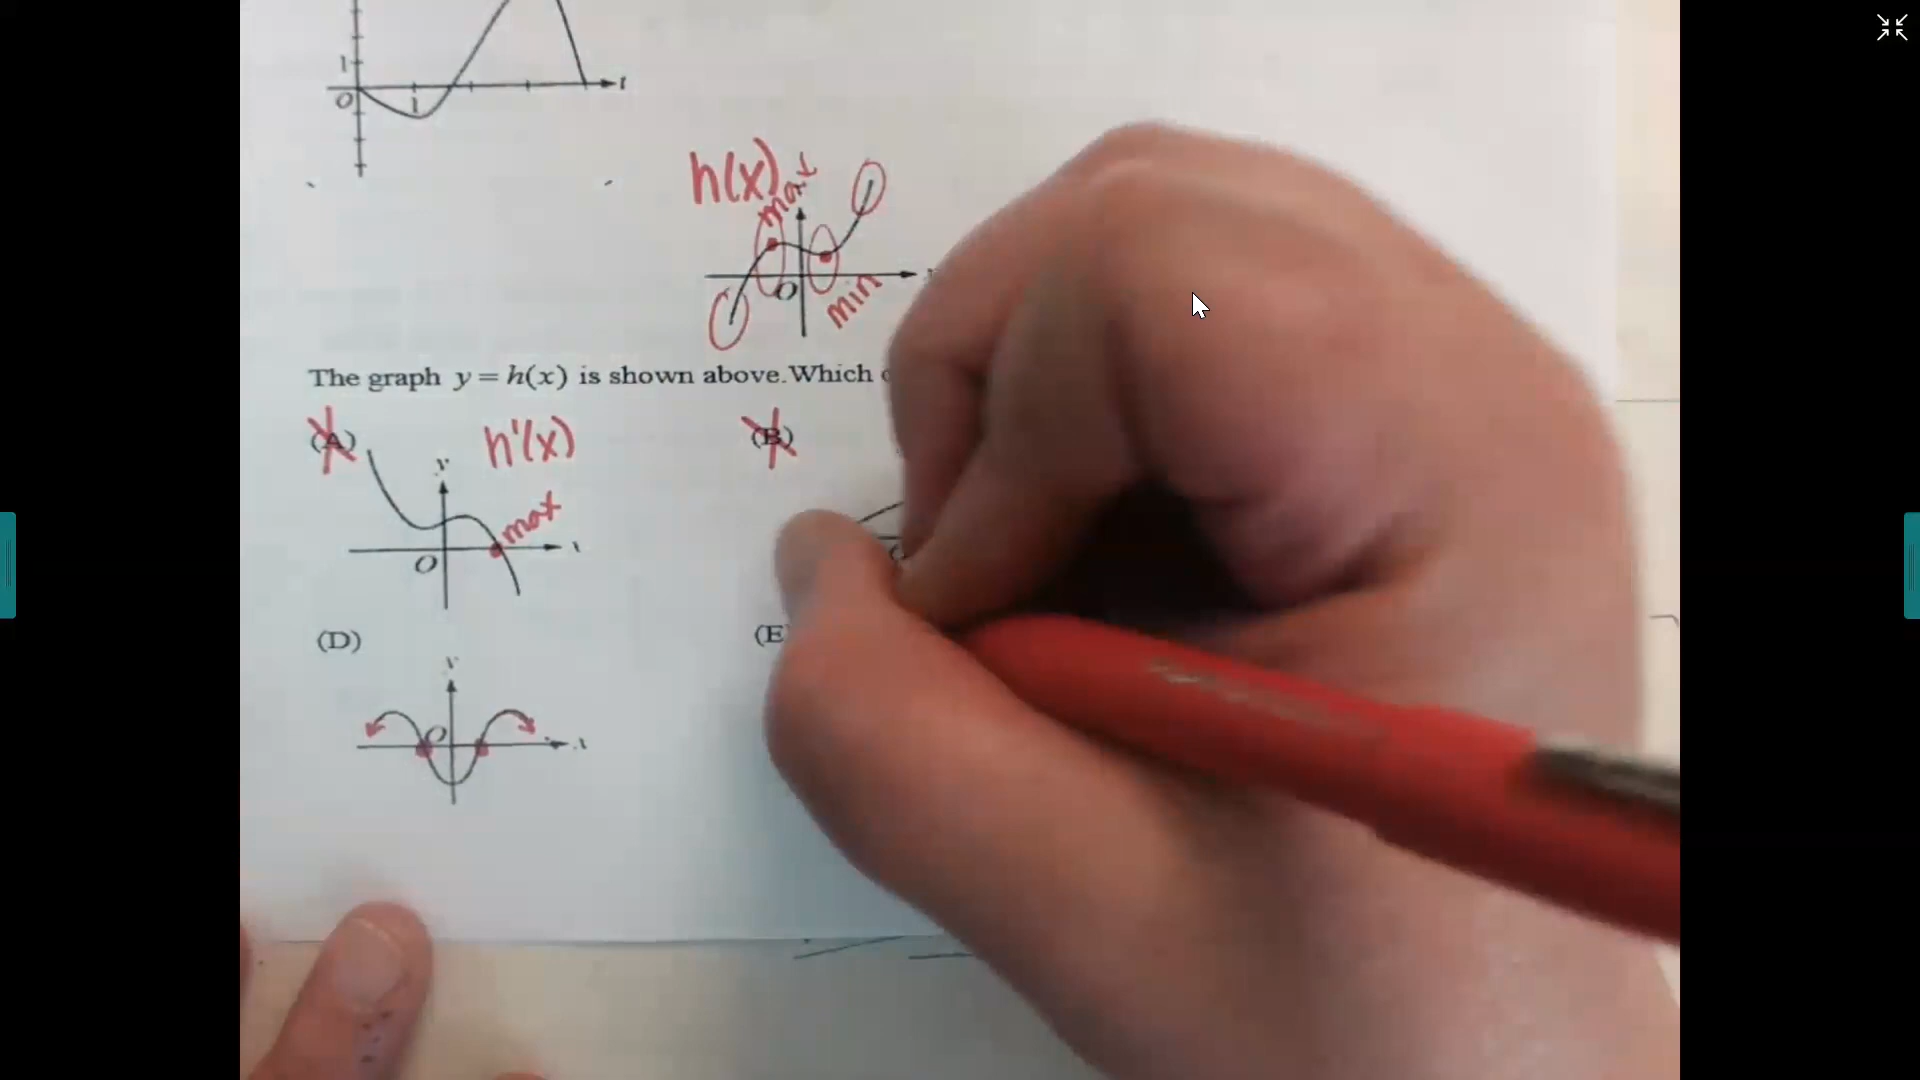 1
O
1
t
h(x)
max
O
min
The graph y = h(x) is shown above. Which
(A)
h'(x)
(B)
y
max
O
x
(D)
(E
y
O
x